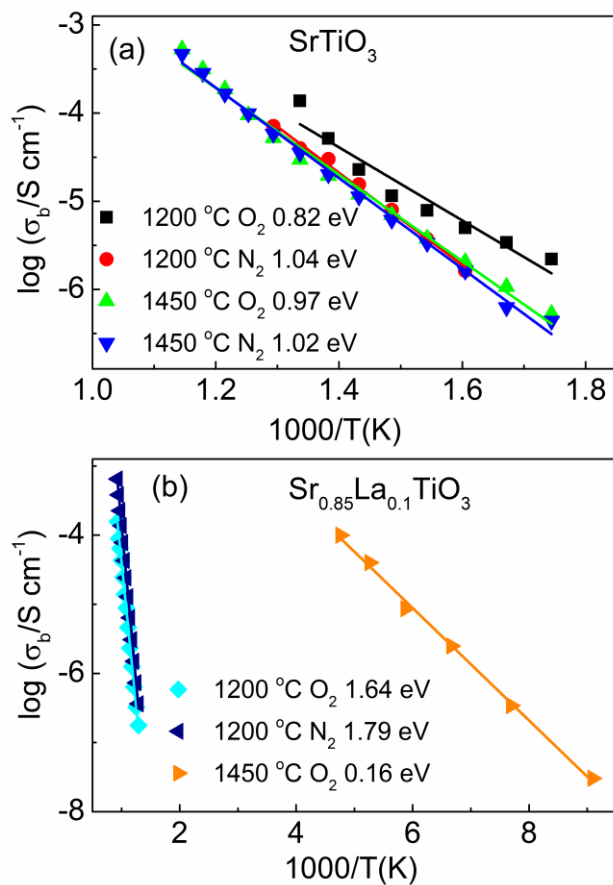 (a)
SrTiO₃
-3
-4
-5
-6
log (σ_b/S cm⁻¹)
1200 °C O₂ 0.82 eV
1200 °C N₂ 1.04 eV
1450 °C O₂ 0.97 eV
1450 °C N₂ 1.02 eV
1.0 1.2 1.4 1.6 1.8
1000/T(K)
(b)
Sr₀.₈₅La₀.₁TiO₃
-4
-6
-8
log (σ_b/S cm⁻¹)
1200 °C O₂ 1.64 eV
1200 °C N₂ 1.79 eV
1450 °C O₂ 0.16 eV
2 4 6 8
1000/T(K)